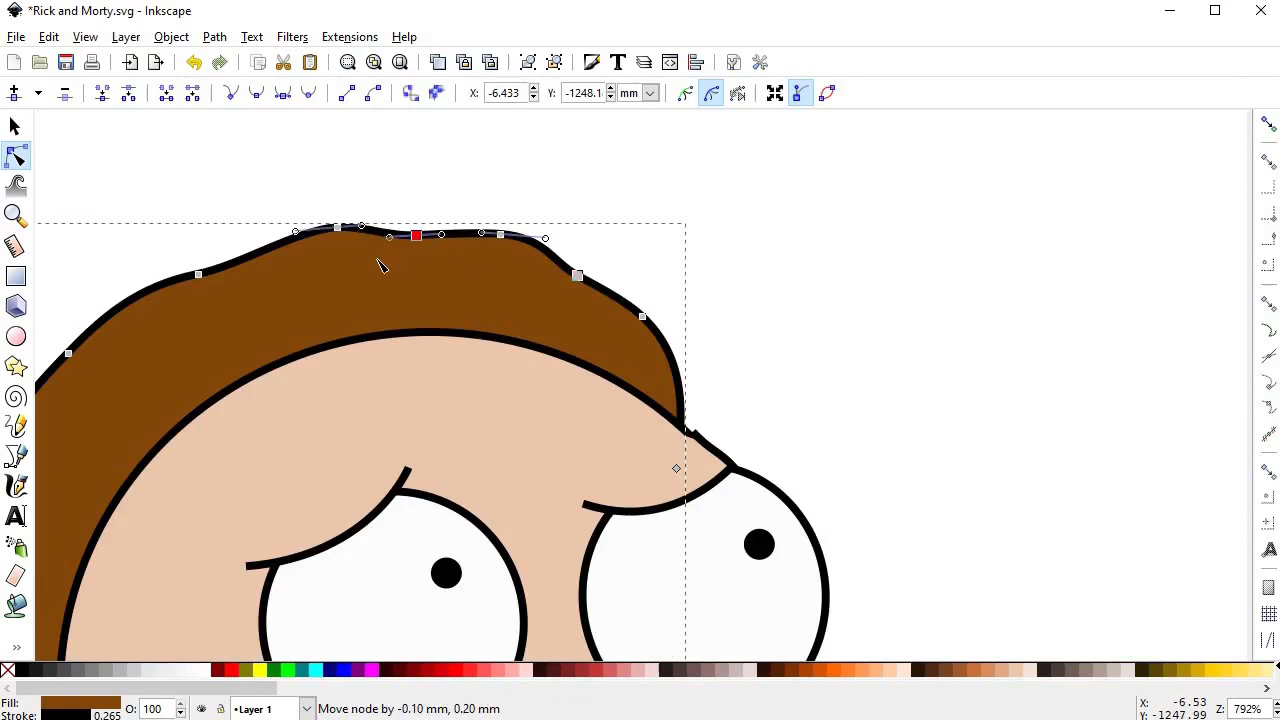 *Rick and Morty.svg - Inkscape
File Edit View Layer Object Path Text Filters Extensions Help
X: -6.433 Y: -1248.1 mm
Fill:
Stroke: 0.265 O: 100 •Layer 1 Move node by -0.10 mm, 0.20 mm X: -6.53 Y: -1247.99 Z: 792%